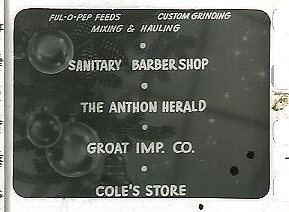 FUL-O-PEP FEEDS CUSTOM GRINDING
MIXING & HAULING
SANITARY BARBERSHOP
THE ANTHON HERALD
GROAT IMP. CO.
COLE'S STORE